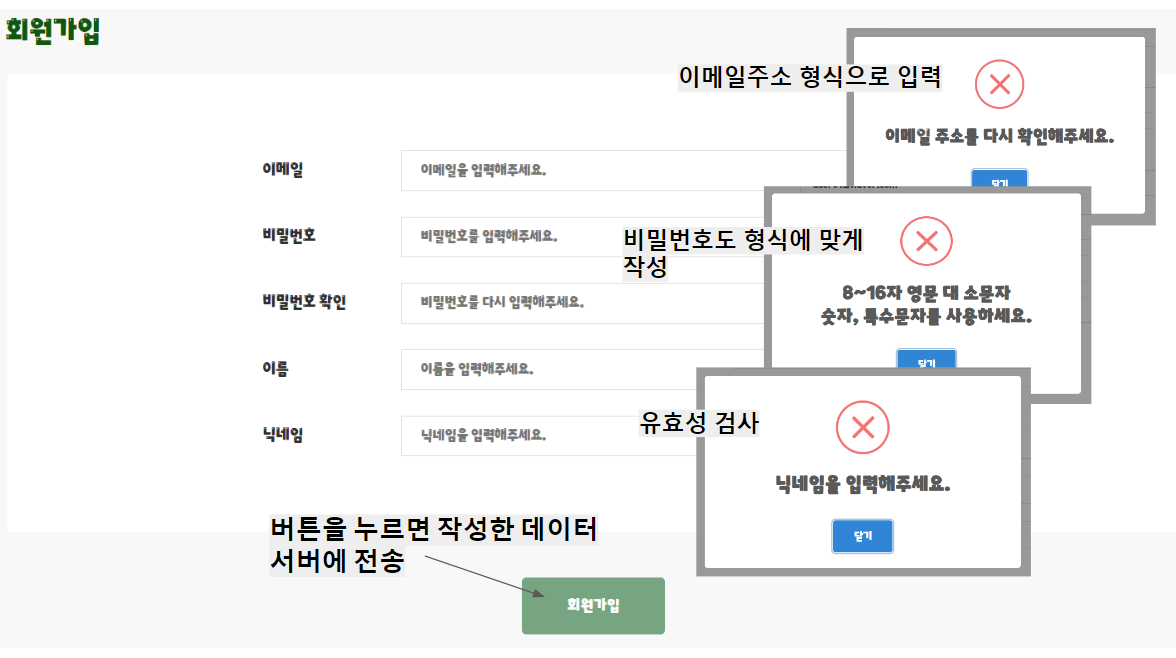 회원가입
이메일주소 형식으로 입력
이메일 주소를 다시 확인해주세요.
닫기
이메일
이메일을 입력해주세요.
비밀번호
비밀번호를 입력해주세요.
비밀번호도 형식에 맞게
작성
8~16자 영문 대 소문자
숫자, 특수문자를 사용하세요.
닫기
비밀번호 확인
비밀번호를 다시 입력해주세요.
이름
이름을 입력해주세요.
닉네임
닉네임을 입력해주세요.
유효성 검사
닉네임을 입력해주세요.
닫기
버튼을 누르면 작성한 데이터
서버에 전송
회원가입